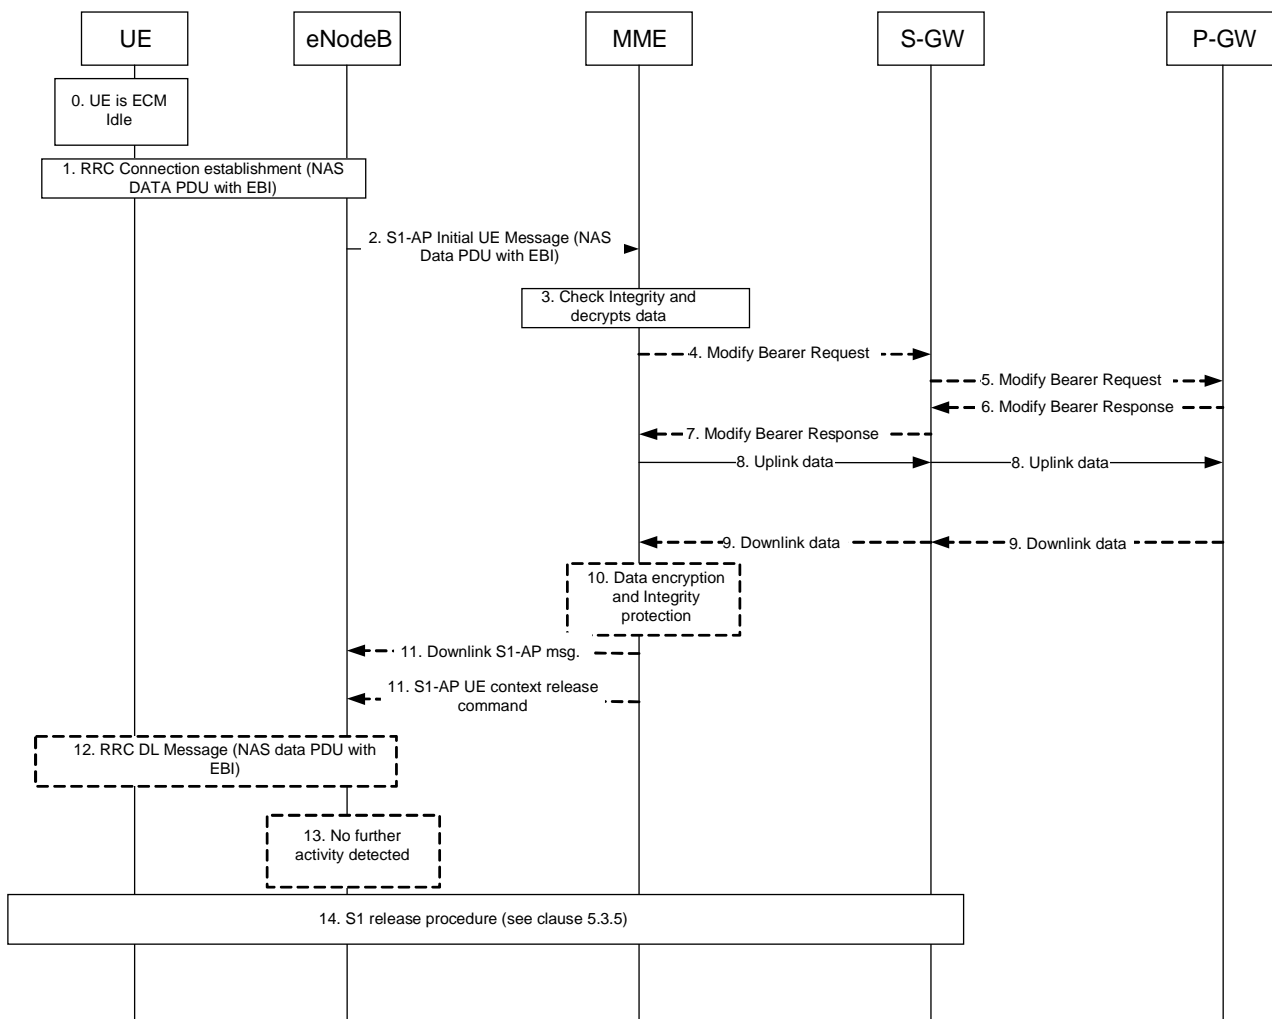 UE
eNodeB
MME
S-GW
P-GW
0. UE is ECM
Idle
1. RRC Connection establishment (NAS
DATA PDU with EBI)
2. S1-AP Initial UE Message (NAS
Data PDU with EBI)
3. Check Integrity and
decrypts data
4. Modify Bearer Request
5. Modify Bearer Request
6. Modify Bearer Response
7. Modify Bearer Response
8. Uplink data
8. Uplink data
9. Downlink data
9. Downlink data
10. Data encryption
and Integrity
protection
11. Downlink S1-AP msg.
11. S1-AP UE context release
command
12. RRC DL Message (NAS data PDU with
EBI)
13. No further
activity detected
14. S1 release procedure (see clause 5.3.5)